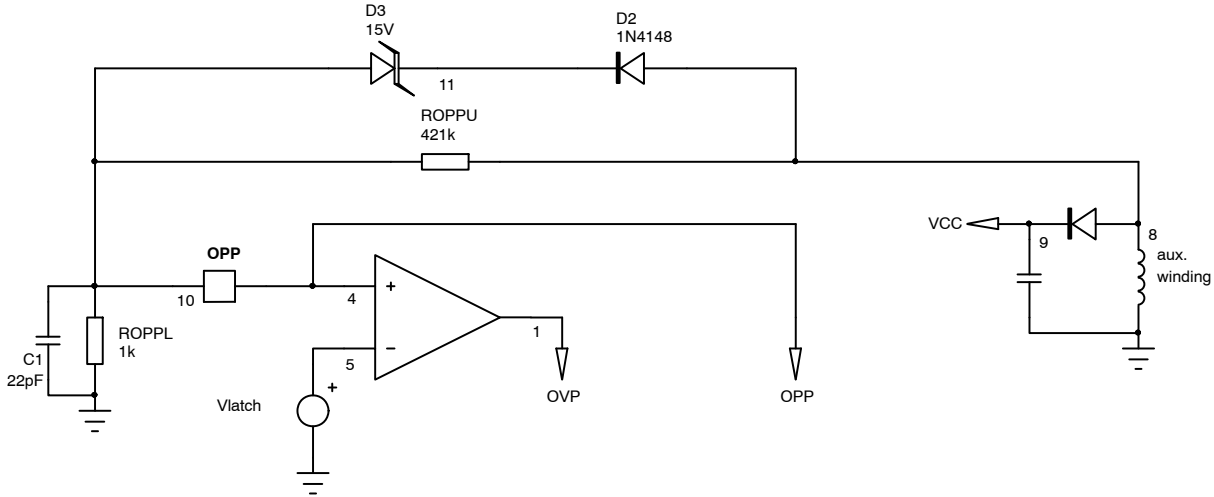 D3
15V
D2
1N4148
11
ROPPU
421k
VCC
9
8
aux.
winding
OPP
10
4
+
ROPPL
1k
C1
22pF
1
5
−
+
Vlatch
OVP
OPP